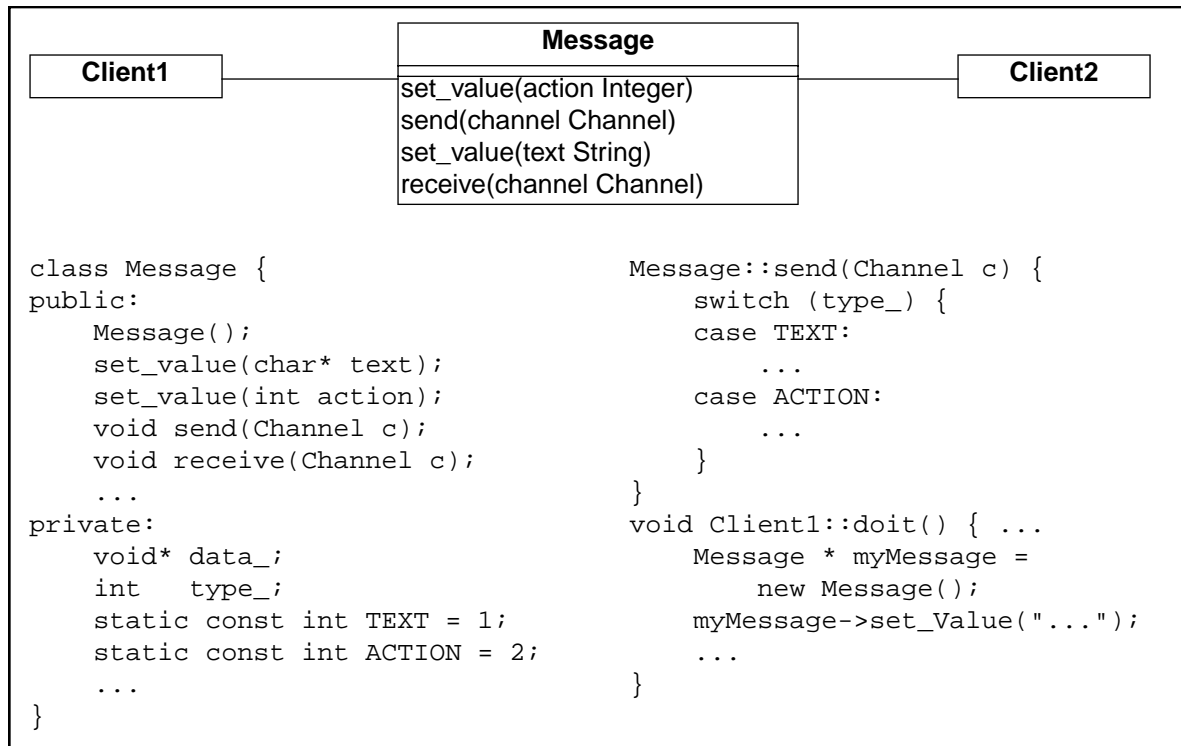 Client1
Message
set_value(action Integer)
send(channel Channel)
set_value(text String)
receive(channel Channel)
Client2
class Message {
public:
    Message();
    set_value(char* text);
    set_value(int action);
    void send(Channel c);
    void receive(Channel c);
    ...
private:
    void* data_;
    int   type_;
    static const int TEXT = 1;
    static const int ACTION = 2;
    ...
}
Message::send(Channel c) {
    switch (type_) {
    case TEXT:
        ...
    case ACTION:
        ...
    }
}
void Client1::doit() { ...
    Message * myMessage =
        new Message();
    myMessage->set_Value("...");
    ...
}